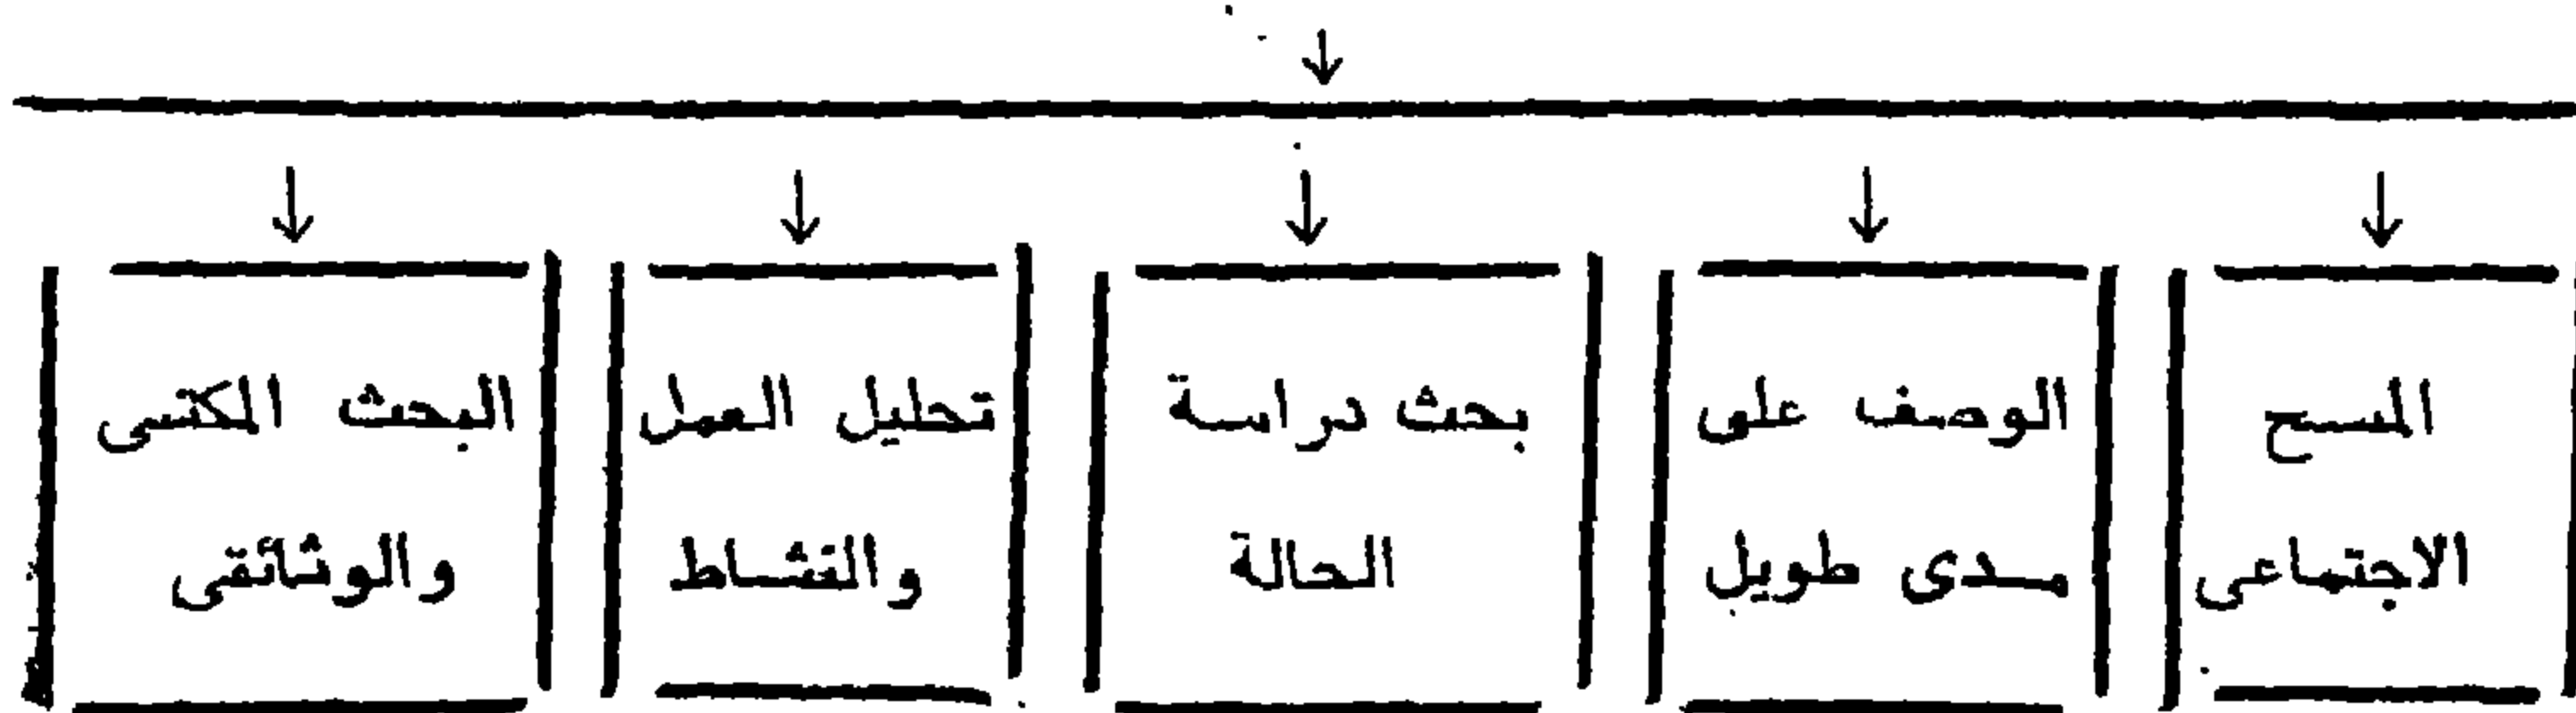 المسح
الاجتماعى
الوصف على
مدى طويل
بحث دراسة
الحالة
تحليل العمل
والنشاط
البحث المكتبى
والوثائقى